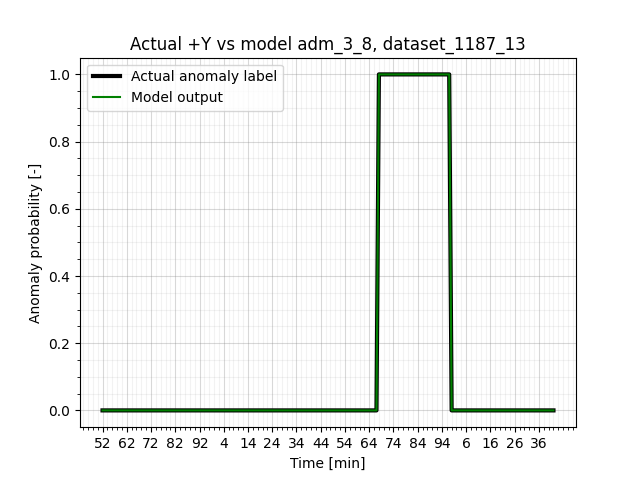 Actual +Y vs model adm_3_8, dataset_1187_13
Actual anomaly label
Model output
Anomaly probability [-]
1.0
0.8
0.6
0.4
0.2
0.0
52 62 72 82 92 4 14 24 34 44 54 64 74 84 94 6 16 26 36
Time [min]